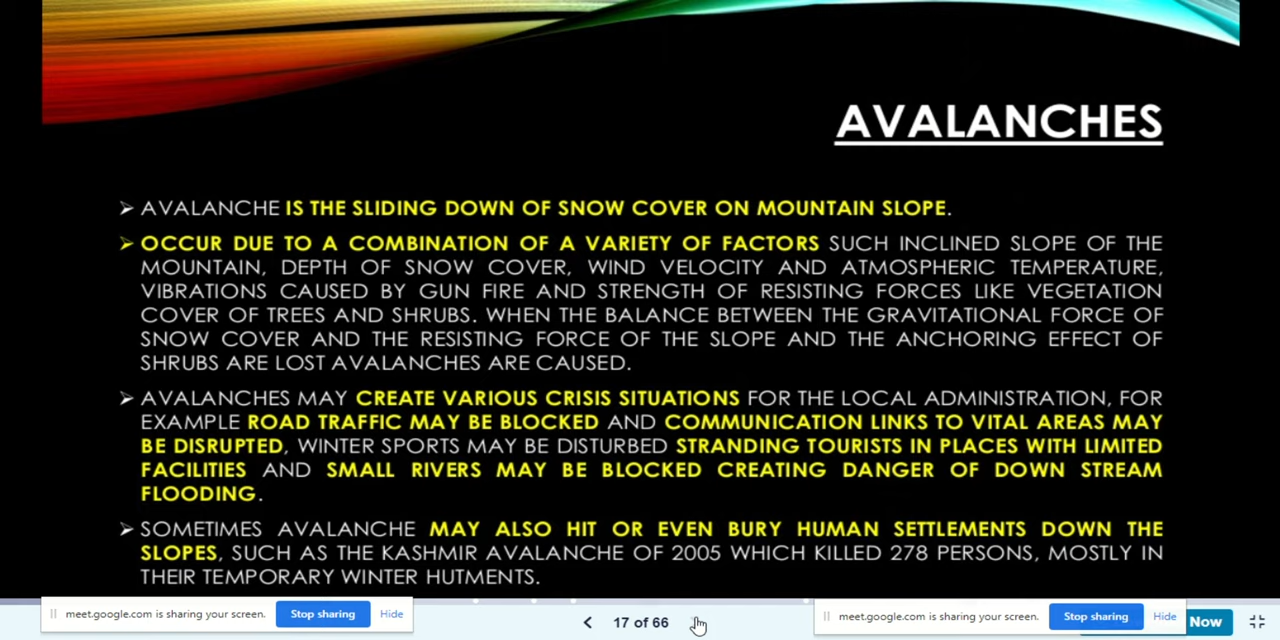 AVALANCHES
➢ AVALANCHE IS THE SLIDING DOWN OF SNOW COVER ON MOUNTAIN SLOPE.
➢ OCCUR DUE TO A COMBINATION OF A VARIETY OF FACTORS SUCH INCLINED SLOPE OF THE
MOUNTAIN, DEPTH OF SNOW COVER, WIND VELOCITY AND ATMOSPHERIC TEMPERATURE,
VIBRATIONS CAUSED BY GUN FIRE AND STRENGTH OF RESISTING FORCES LIKE VEGETATION
COVER OF TREES AND SHRUBS. WHEN THE BALANCE BETWEEN THE GRAVITATIONAL FORCE OF
SNOW COVER AND THE RESISTING FORCE OF THE SLOPE AND THE ANCHORING EFFECT OF
SHRUBS ARE LOST AVALANCHES ARE CAUSED.
➢ AVALANCHES MAY CREATE VARIOUS CRISIS SITUATIONS FOR THE LOCAL ADMINISTRATION, FOR
EXAMPLE ROAD TRAFFIC MAY BE BLOCKED AND COMMUNICATION LINKS TO VITAL AREAS MAY
BE DISRUPTED, WINTER SPORTS MAY BE DISTURBED STRANDING TOURISTS IN PLACES WITH LIMITED
FACILITIES AND SMALL RIVERS MAY BE BLOCKED CREATING DANGER OF DOWN STREAM
FLOODING.
➢ SOMETIMES AVALANCHE MAY ALSO HIT OR EVEN BURY HUMAN SETTLEMENTS DOWN THE
SLOPES, SUCH AS THE KASHMIR AVALANCHE OF 2005 WHICH KILLED 278 PERSONS, MOSTLY IN
THEIR TEMPORARY WINTER HUTMENTS.
meet.google.com is sharing your screen. Stop sharing Hide
17 of 66
meet.google.com is sharing your screen. Stop sharing Hide
Now